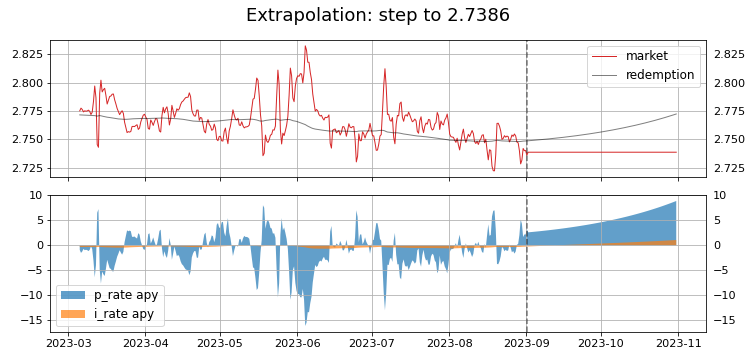 Extrapolation: step to 2.7386
2.825 2.825
2.800 2.800
2.775 2.775
2.750 2.750
2.725 2.725
market
redemption
10 10
5 5
0 0
−5 −5
−10 −10
−15 −15
p_rate apy
i_rate apy
2023-03 2023-04 2023-05 2023-06 2023-07 2023-08 2023-09 2023-10 2023-11